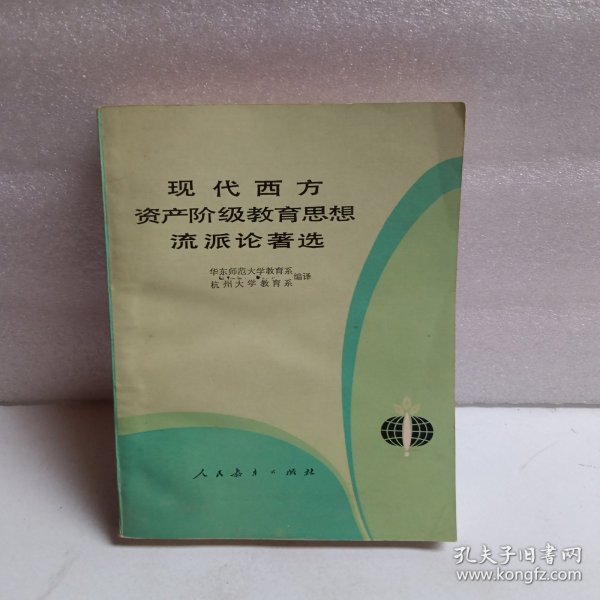 现代西方
资产阶级教育思想
流派论著选
华东师范大学教育系
杭州大学教育系
编译
人民教育出版社
孔夫子旧书网
www.kongfz.com